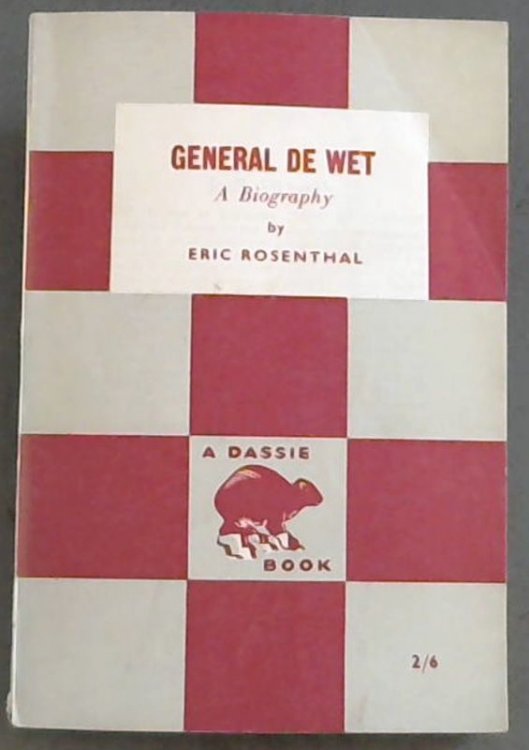 GENERAL DE WET
A Biography
by
ERIC ROSENTHAL
A DASSIE
BOOK
2/6